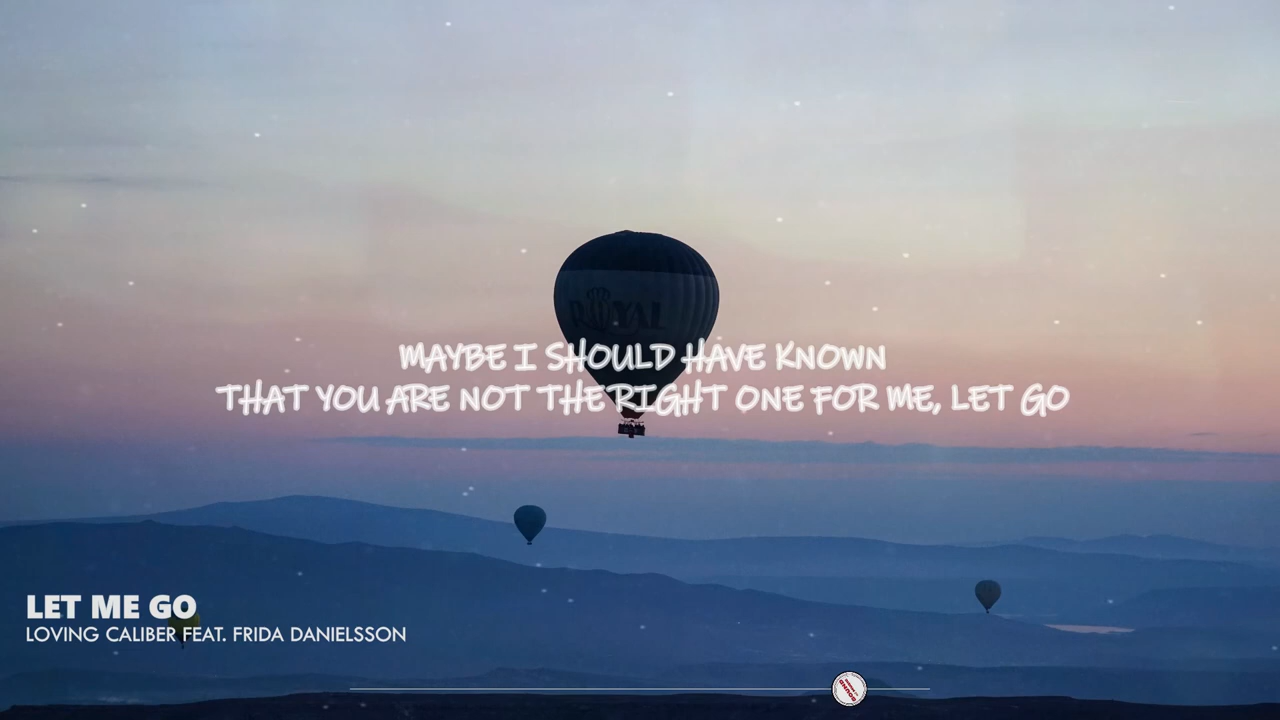 ROYAL
MAYBE I SHOULD HAVE KNOWN
THAT YOU ARE NOT THE RIGHT ONE FOR ME, LET GO
LET ME GO
LOVING CALIBER FEAT. FRIDA DANIELSSON